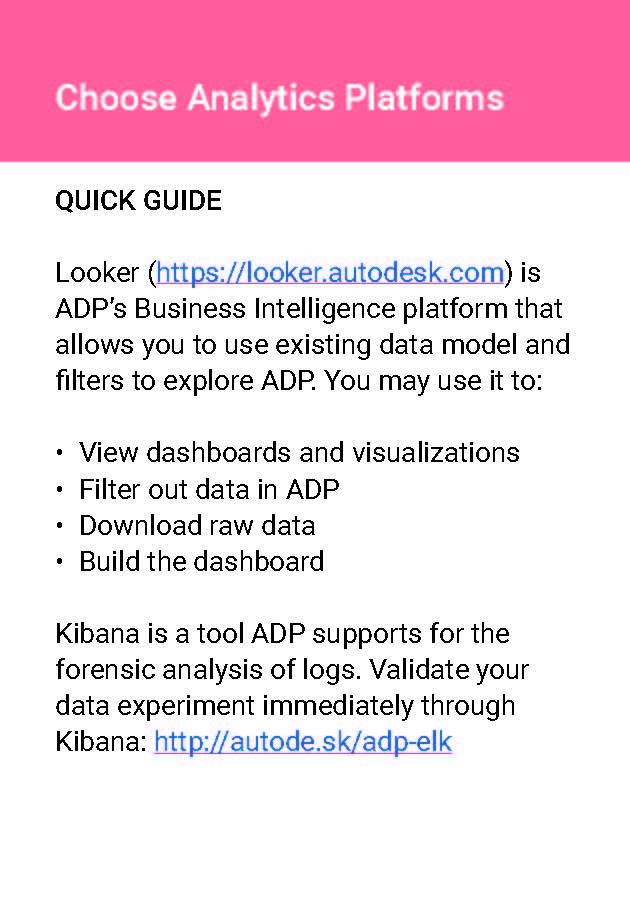 Choose Analytics Platforms
QUICK GUIDE
Looker (https://looker.autodesk.com) is
ADP’s Business Intelligence platform that
allows you to use existing data model and
filters to explore ADP. You may use it to:
• View dashboards and visualizations
• Filter out data in ADP
• Download raw data
• Build the dashboard
Kibana is a tool ADP supports for the
forensic analysis of logs. Validate your
data experiment immediately through
Kibana: http://autode.sk/adp-elk